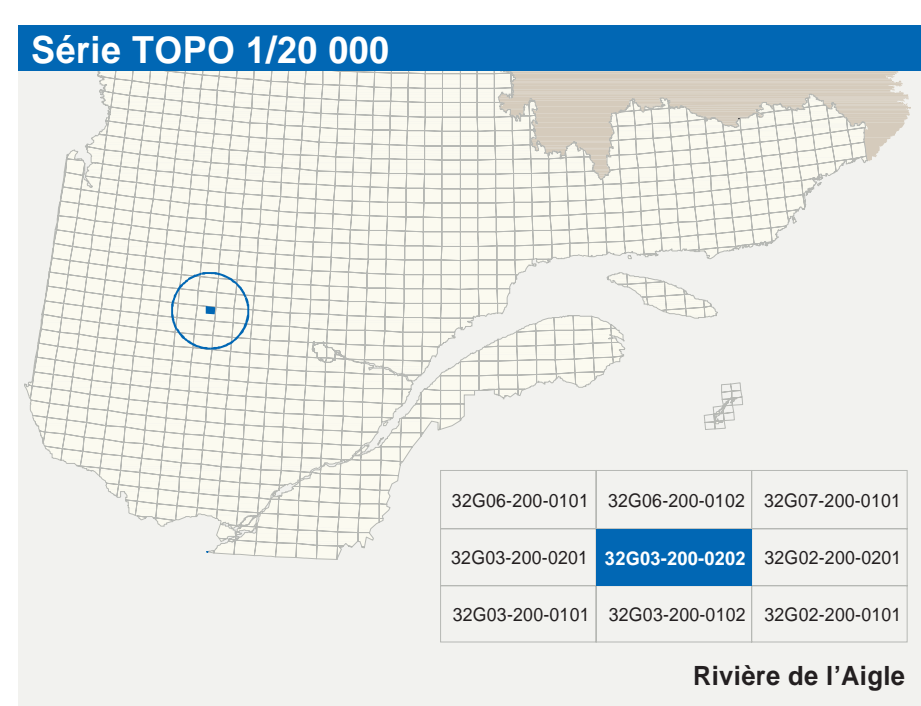 Série TOPO 1/20 000
32G06-200-0101 32G06-200-0102 32G07-200-0101
32G03-200-0201 32G03-200-0202 32G02-200-0201
32G03-200-0101 32G03-200-0102 32G02-200-0101
Rivière de l’Aigle